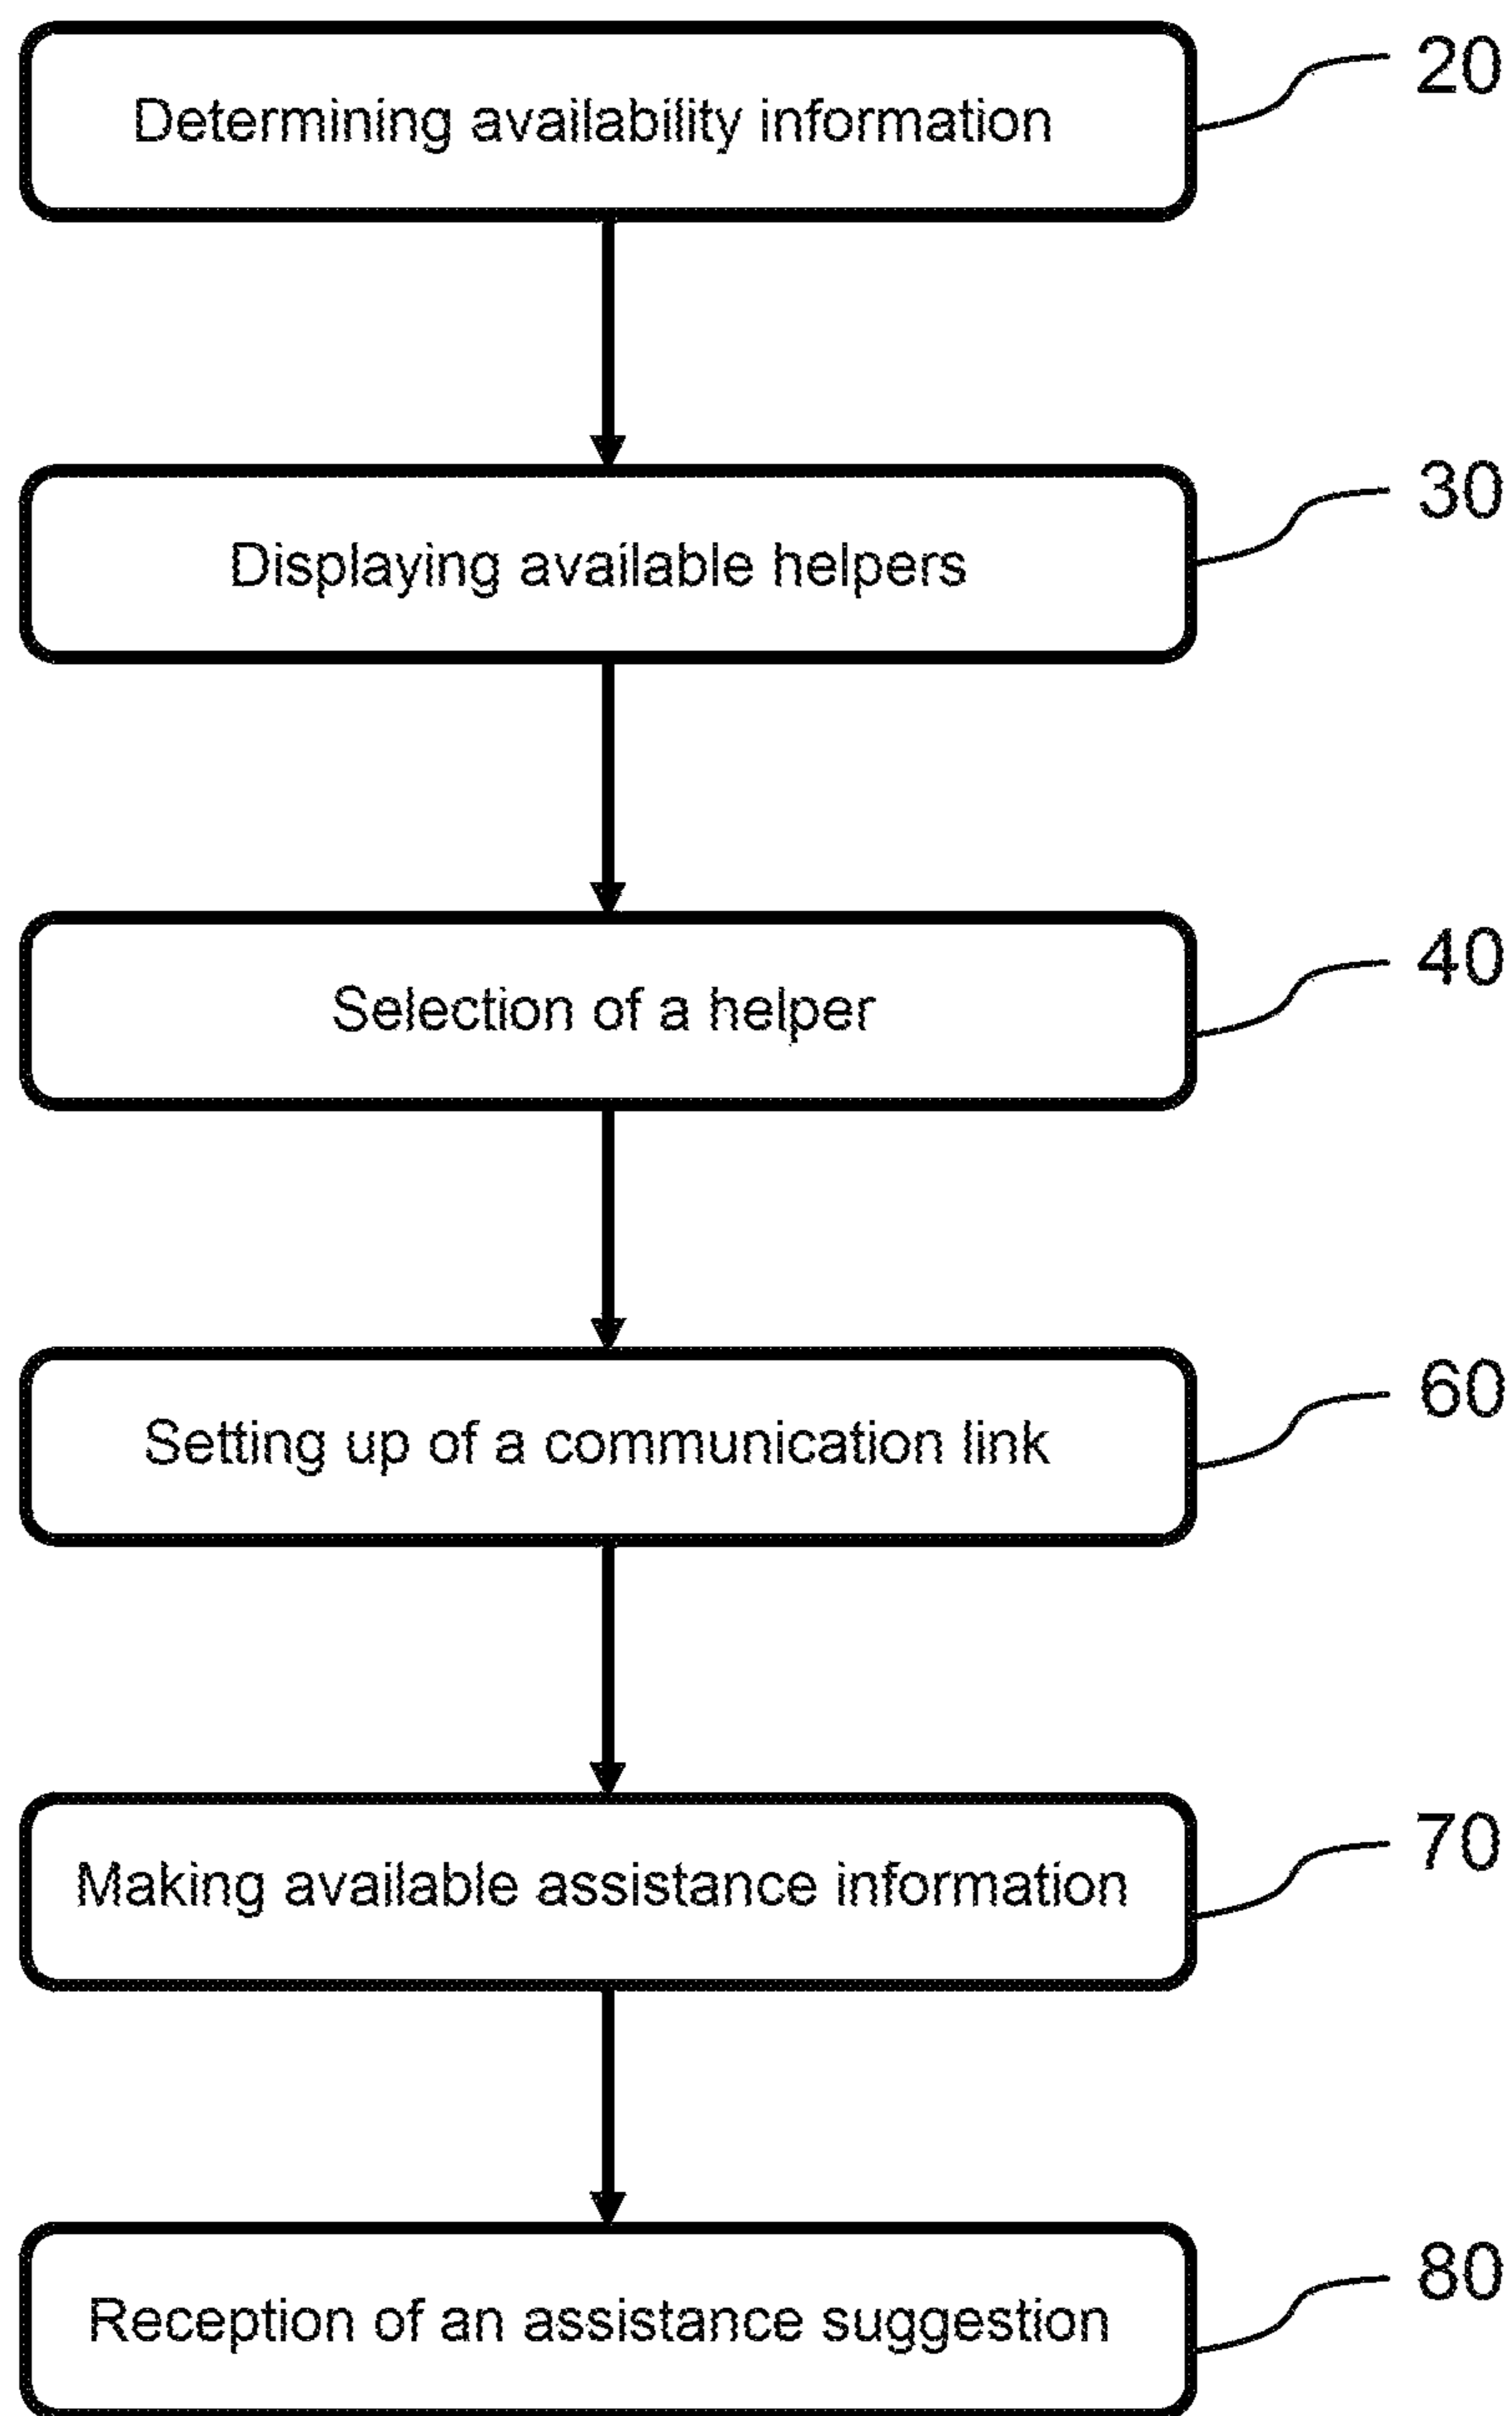 Determining availability information
20
Displaying available helpers
30
Selection of a helper
40
Setting up of a communication link
60
Making available assistance information
70
Reception of an assistance suggestion
80